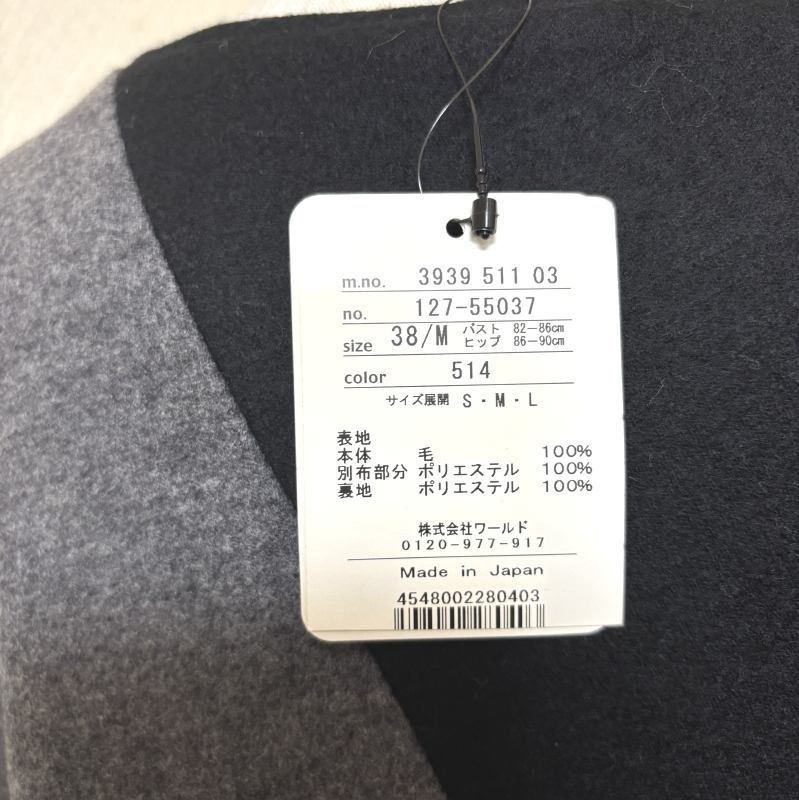 m.no. 3939 511 03
no. 127-55037
size 38/M バスト 82−86cm
ヒップ 86−90cm
color 514
サイズ展開 S・M・L
表地
本体 毛 100%
別布部分 ポリエステル 100%
裏地 ポリエステル 100%
株式会社ワールド
0120-977-917
Made in Japan
4548002280403